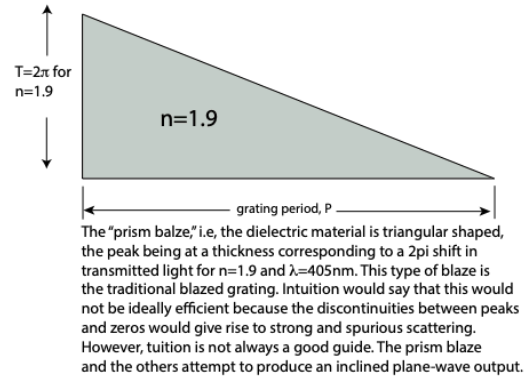 T=2π for
n=1.9
n=1.9
grating period, P
The "prism balze," i.e, the dielectric material is triangular shaped,
the peak being at a thickness corresponding to a 2pi shift in
transmitted light for n=1.9 and λ=405nm. This type of blaze is
the traditional blazed grating. Intuition would say that this would
not be ideally efficient because the discontinuities between peaks
and zeros would give rise to strong and spurious scattering.
However, tuition is not always a good guide. The prism blaze
and the others attempt to produce an inclined plane-wave output.